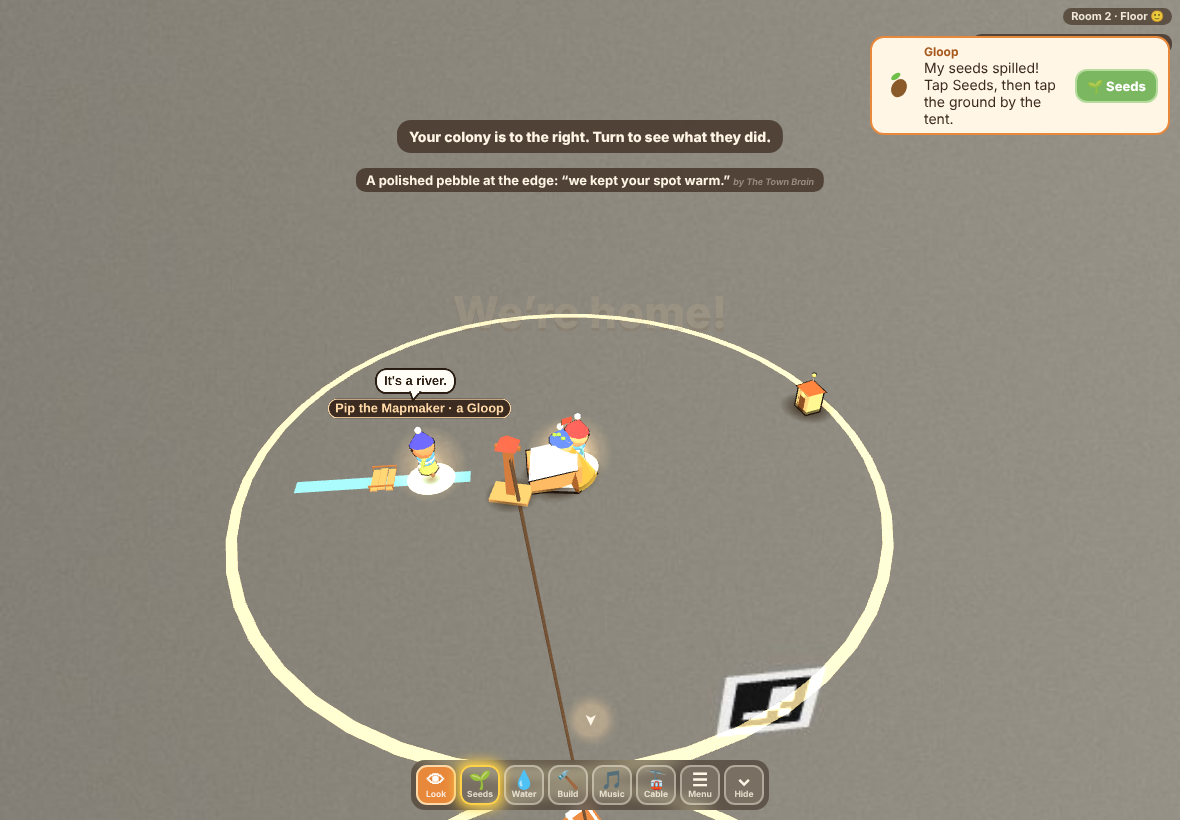 Room 2 · Floor 🙂
Gloop
My seeds spilled!
Tap Seeds, then tap
the ground by the
tent.
🌱 Seeds
Your colony is to the right. Turn to see what they did.
A polished pebble at the edge: “we kept your spot warm.” by The Town Brain
We’re home!
It's a river.
Pip the Mapmaker · a Gloop
Look
Seeds
Water
Build
Music
Cable
Menu
Hide